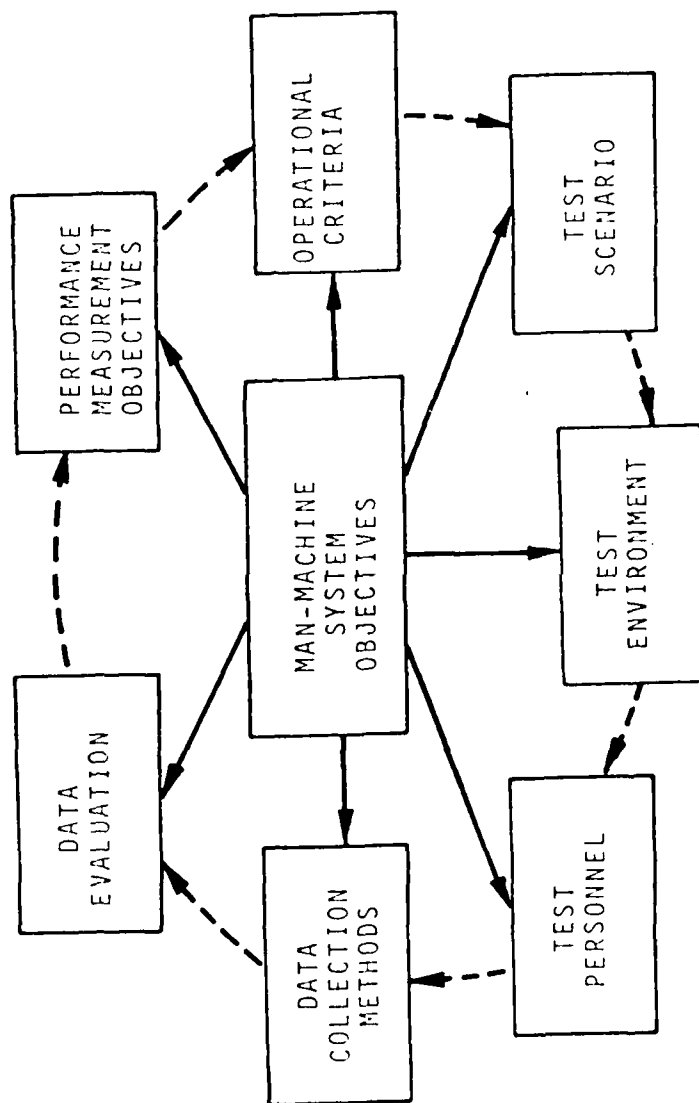 PERFORMANCE
MEASUREMENT
OBJECTIVES
OPERATIONAL
CRITERIA
TEST
SCENARIO
TEST
ENVIRONMENT
TEST
PERSONNEL
DATA
COLLECTION
METHODS
DATA
EVALUATION
MAN-MACHINE
SYSTEM
OBJECTIVES